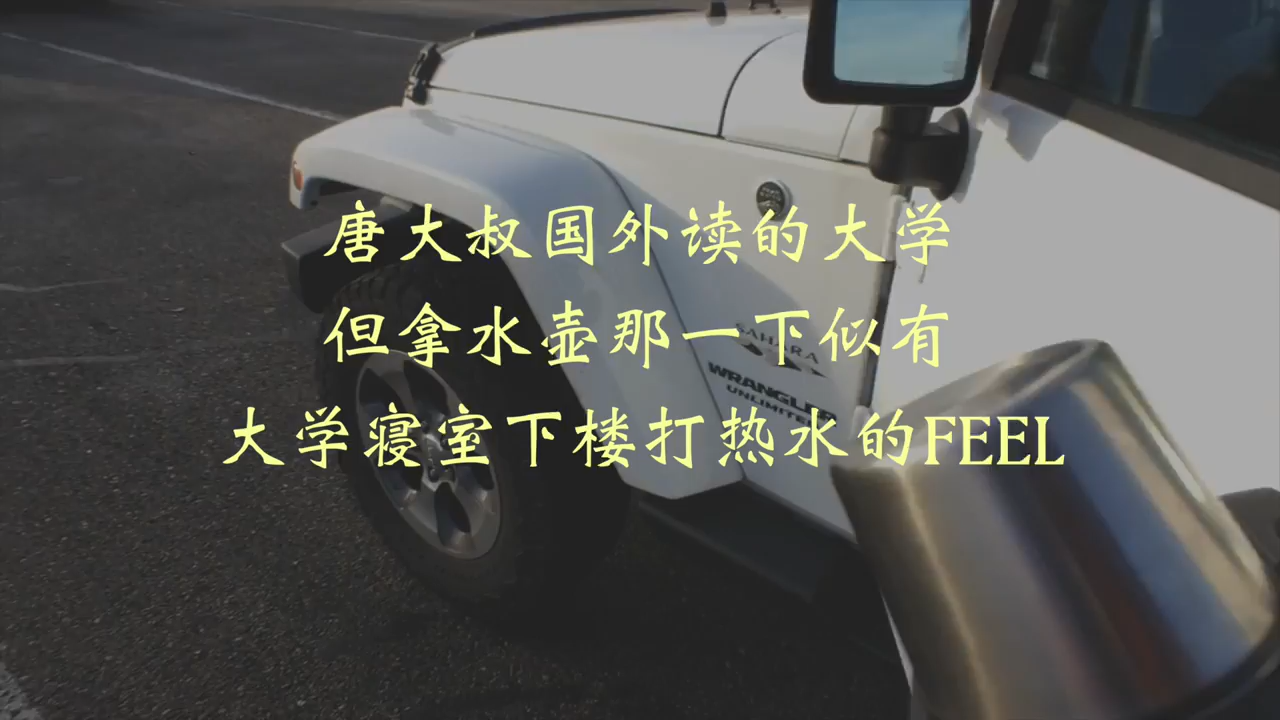 唐大叔国外读的大学
但拿水壶那一下似有
SAHARA
WRANGLER
UNLIMITED
大学寝室下楼打热水的FEEL